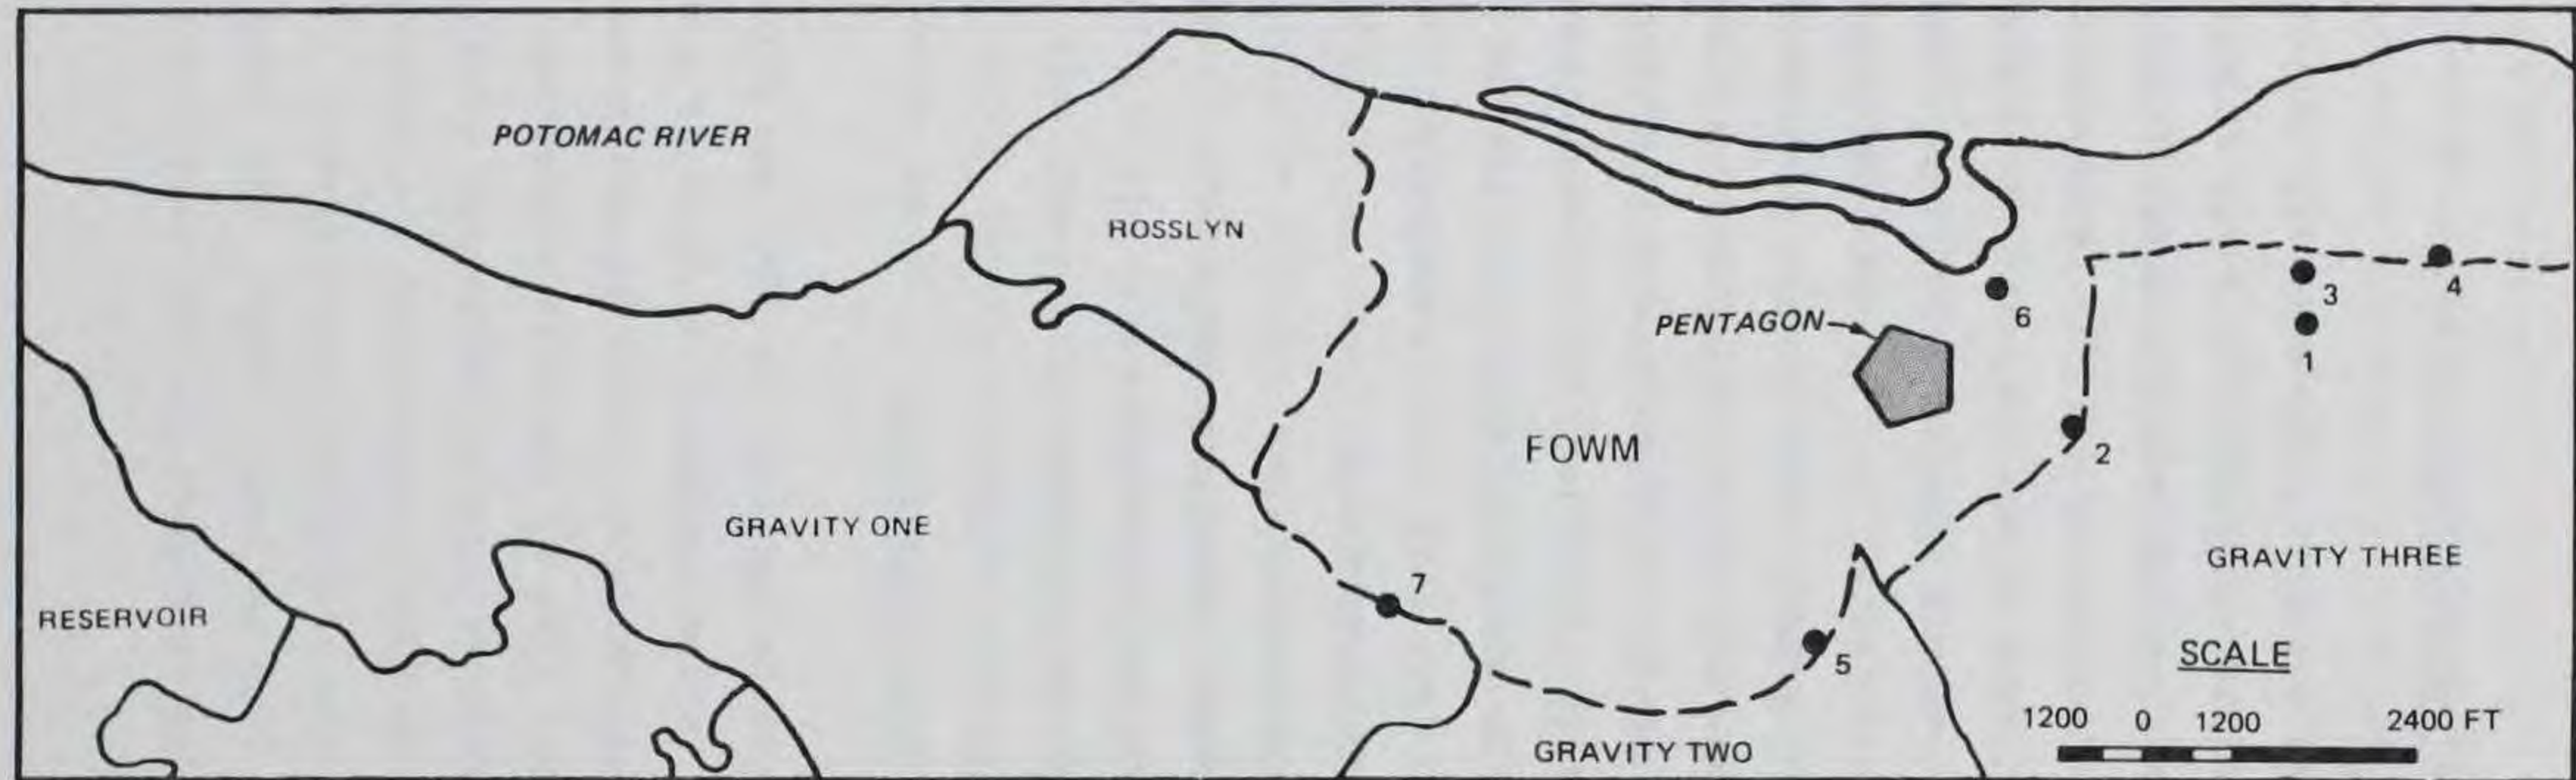 POTOMAC RIVER
ROSSLYN
PENTAGON
6
3
4
1
FOWM
2
GRAVITY ONE
GRAVITY THREE
7
RESERVOIR
5
SCALE
1200 0 1200 2400 FT
GRAVITY TWO